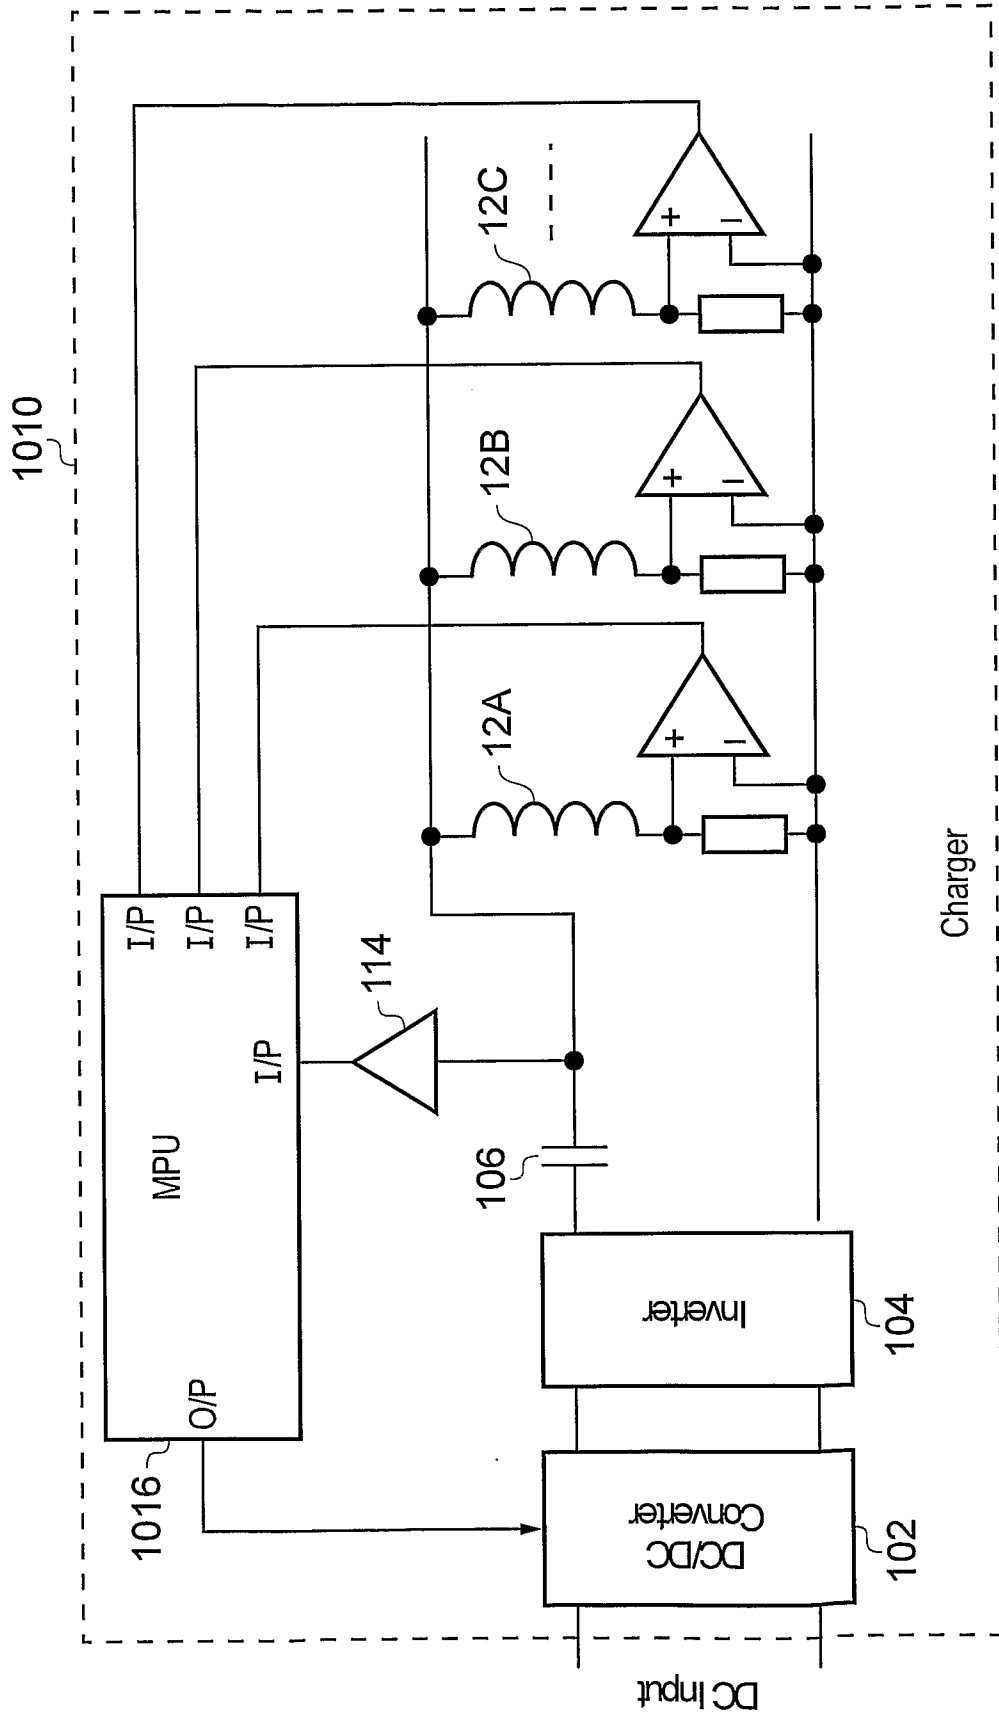 1010
MPU
O/P
I/P
I/P
I/P
I/P
1016
114
12A
12B
12C
+
−
+
−
+
−
106
DC Input
DC/DC
Converter
102
Inverter
104
Charger